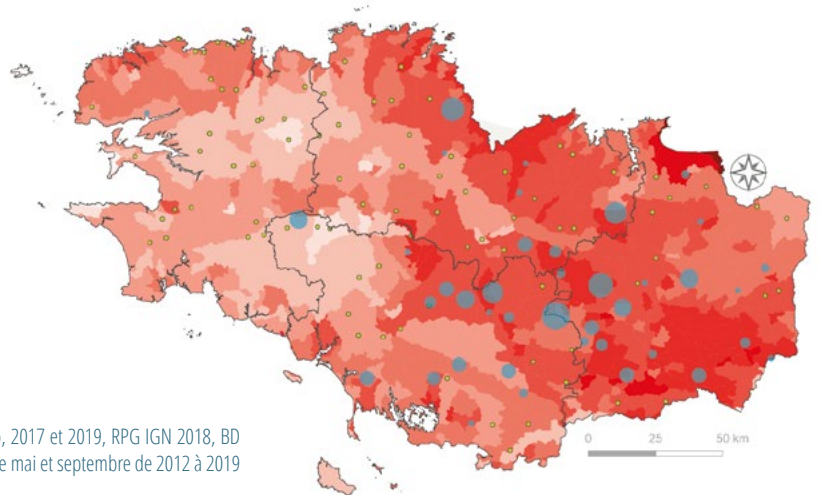 , 2017 et 2019, RPG IGN 2018, BD
e mai et septembre de 2012 à 2019
0 25 50 km